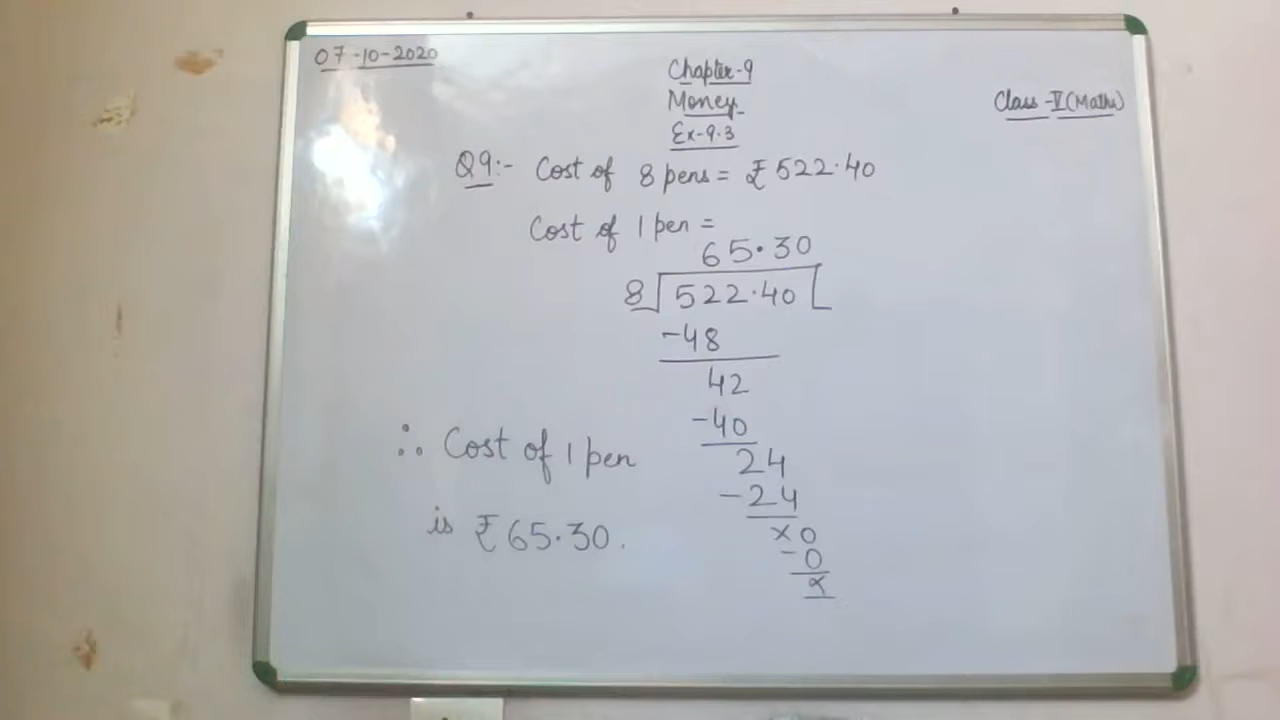 07-10-2020
Chapter-9
Money
Class -V(Maths)
Ex-9.3
Q9:- Cost of 8 pens = ₹522.40
Cost of 1 pen =
65.30
8 522.40
-48
42
-40
24
-24
×0
-0
×
∴ Cost of 1 pen
is ₹65.30.